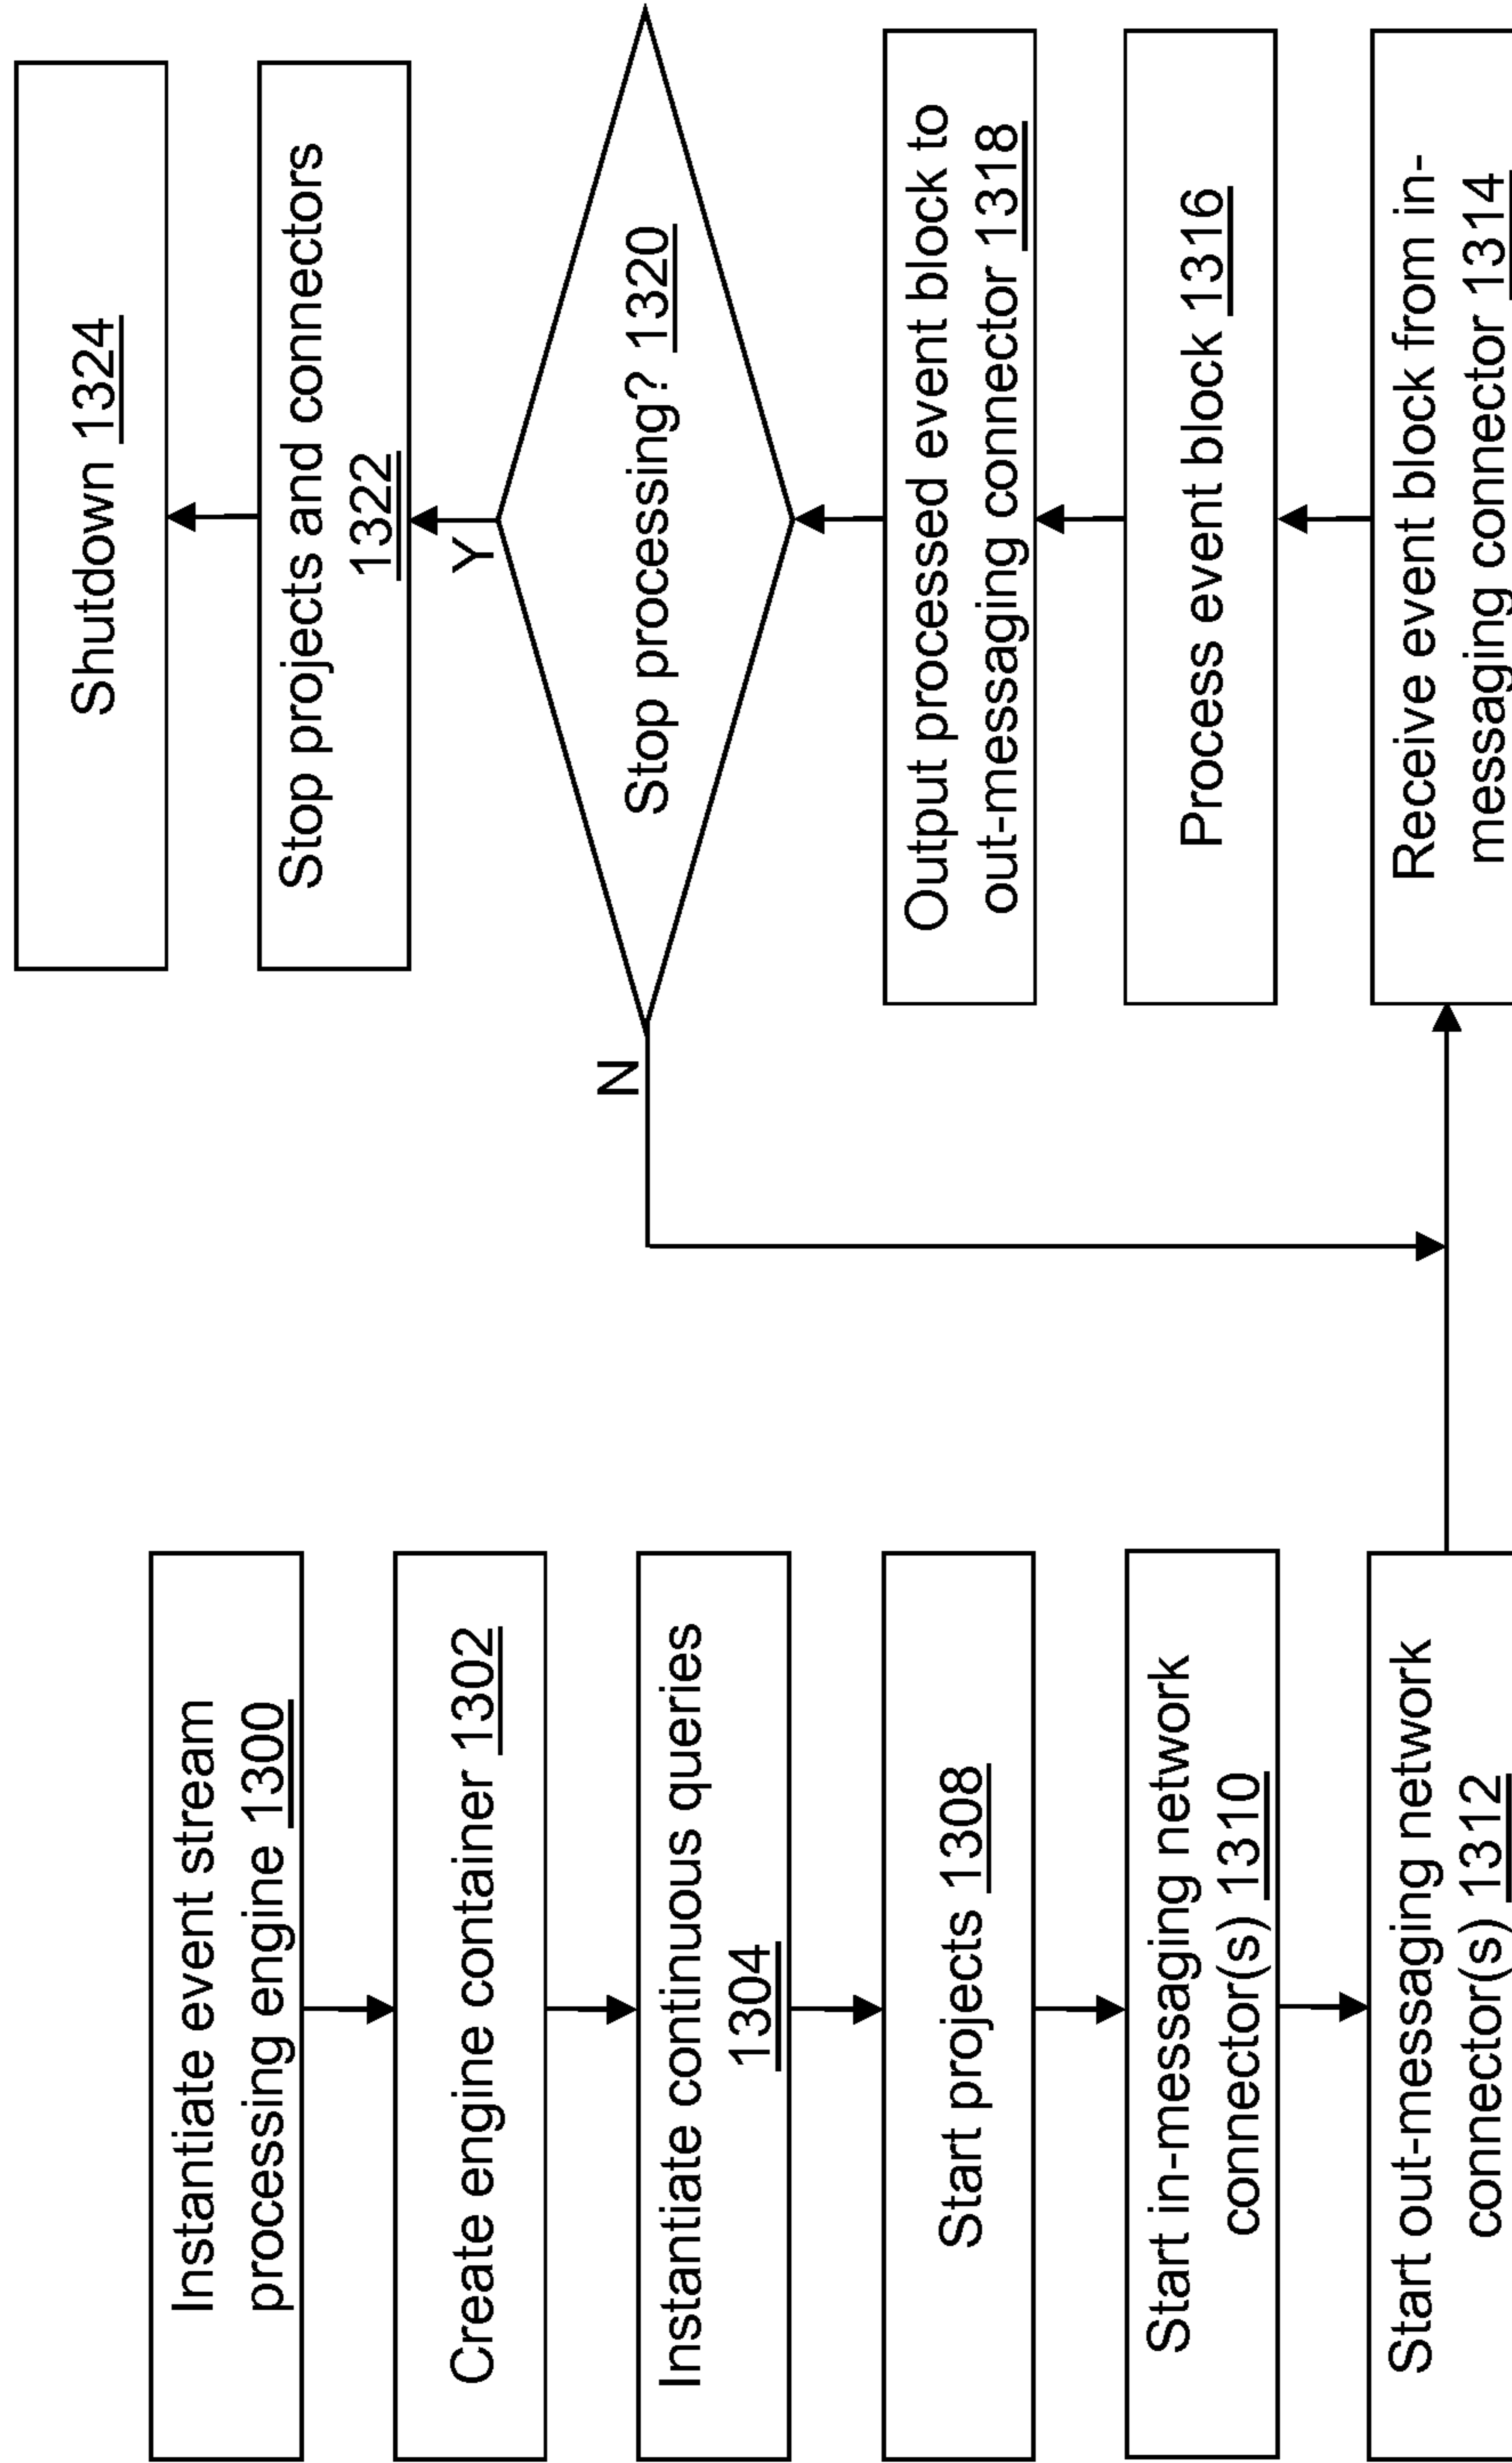 Instantiate event stream
processing engine 1300
Create engine container 1302
Instantiate continuous queries
1304
Start projects 1308
Start in-messaging network
connector(s) 1310
Start out-messaging network
connector(s) 1312
Receive event block from in-
messaging connector 1314
Process event block 1316
Output processed event block to
out-messaging connector 1318
Stop processing? 1320
N
Y
Stop projects and connectors
1322
Shutdown 1324